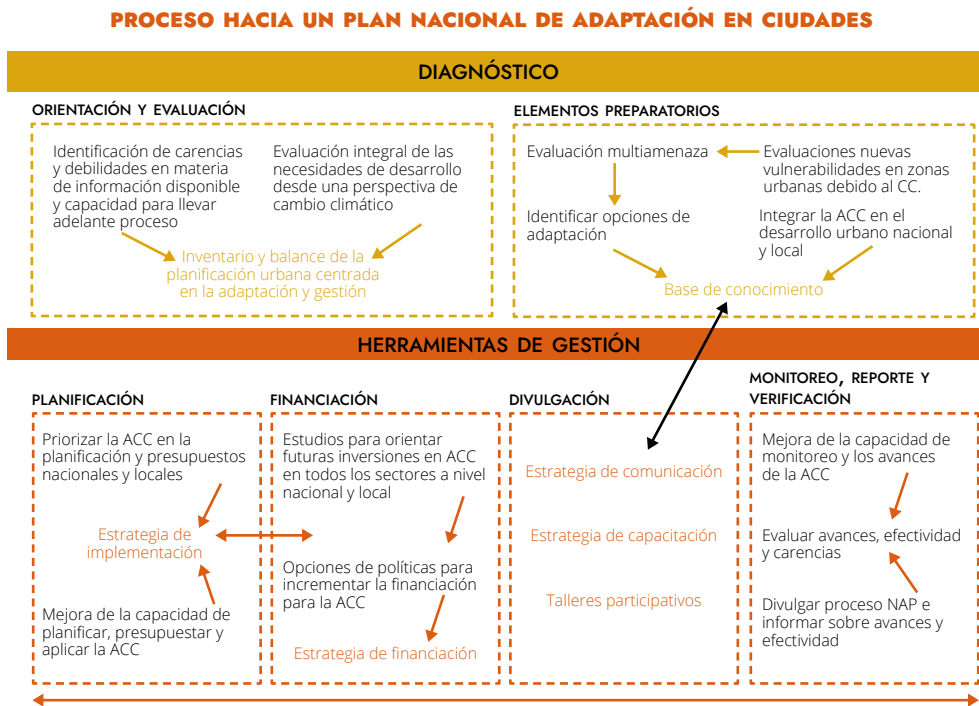 PROCESO HACIA UN PLAN NACIONAL DE ADAPTACIÓN EN CIUDADES
DIAGNÓSTICO
ORIENTACIÓN Y EVALUACIÓN
Identificación de carencias
y debilidades en materia
de información disponible
y capacidad para llevar
adelante proceso
Evaluación integral de las
necesidades de desarrollo
desde una perspectiva de
cambio climático
Inventario y balance de la
planificación urbana centrada
en la adaptación y gestión
ELEMENTOS PREPARATORIOS
Evaluación multiamenaza
Evaluaciones nuevas
vulnerabilidades en zonas
urbanas debido al CC.
Identificar opciones de
adaptación
Integrar la ACC en el
desarrollo urbano nacional
y local
Base de conocimiento
HERRAMIENTAS DE GESTIÓN
PLANIFICACIÓN
Priorizar la ACC en la
planificación y presupuestos
nacionales y locales
Estrategia de
implementación
Mejora de la capacidad de
planificar, presupuestar y
aplicar la ACC
FINANCIACIÓN
Estudios para orientar
futuras inversiones en ACC
en todos los sectores a nivel
nacional y local
Opciones de políticas para
incrementar la financiación
para la ACC
Estrategia de financiación
DIVULGACIÓN
Estrategia de comunicación
Estrategia de capacitación
Talleres participativos
MONITOREO, REPORTE Y
VERIFICACIÓN
Mejora de la capacidad de
monitoreo y los avances
de la ACC
Evaluar avances, efectividad
y carencias
Divulgar proceso NAP e
informar sobre avances y
efectividad